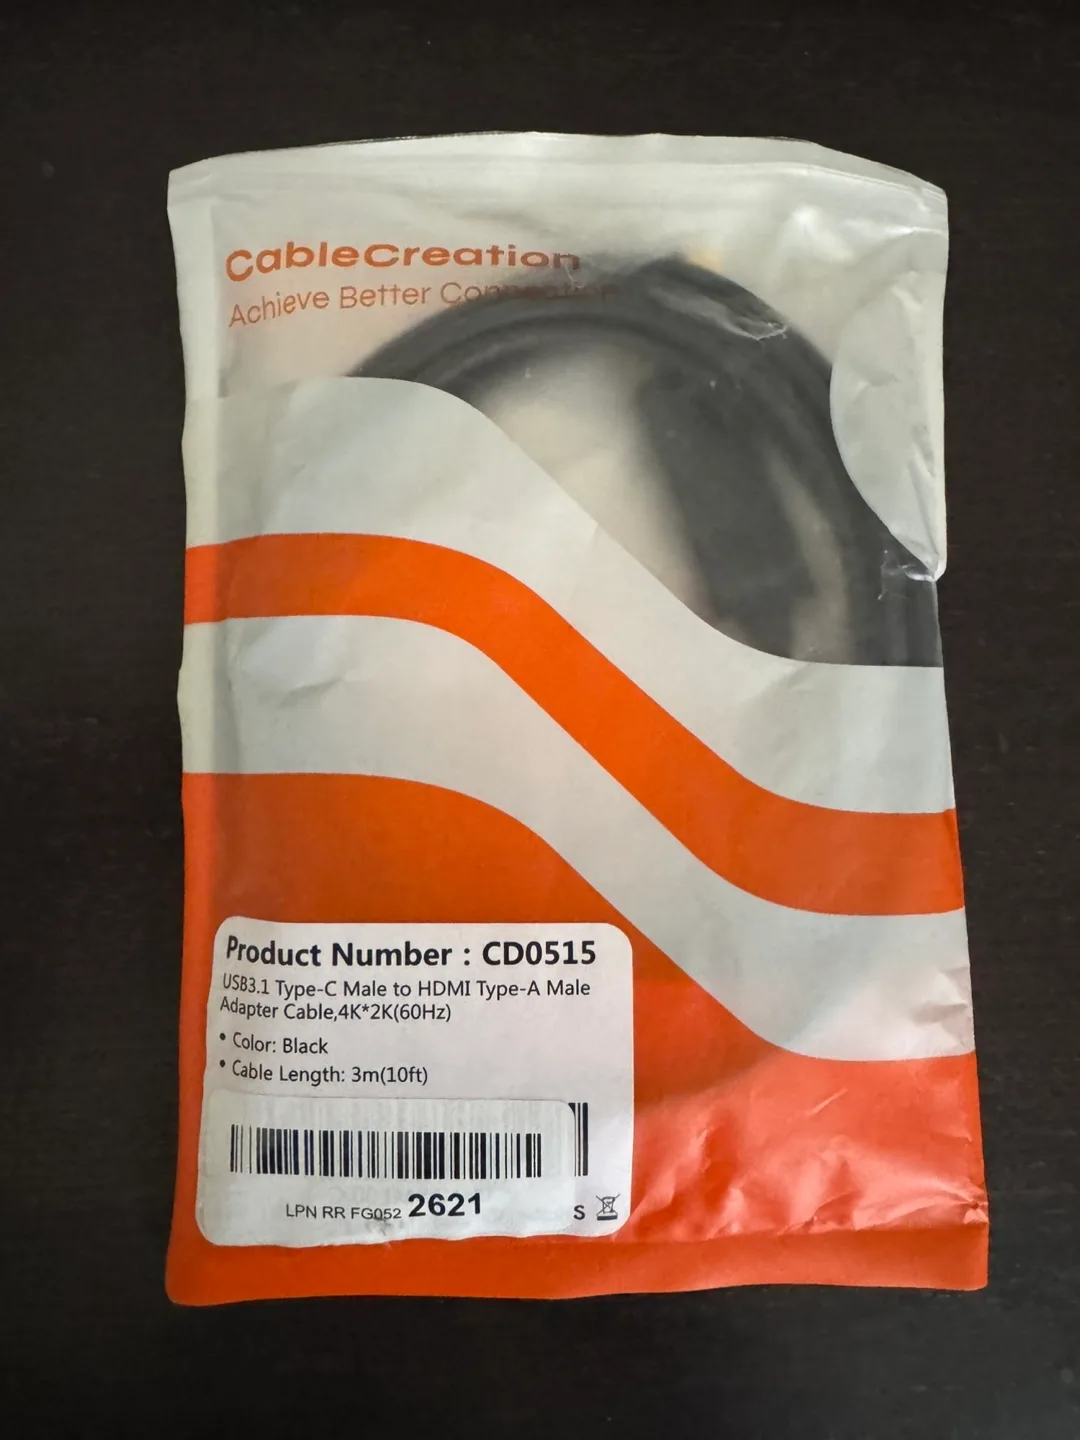 CableCreation
Achieve Better Connection
Product Number : CD0515
USB3.1 Type-C Male to HDMI Type-A Male
Adapter Cable,4K*2K(60Hz)
• Color: Black
• Cable Length: 3m(10ft)
LPN RR FG052 2621
S